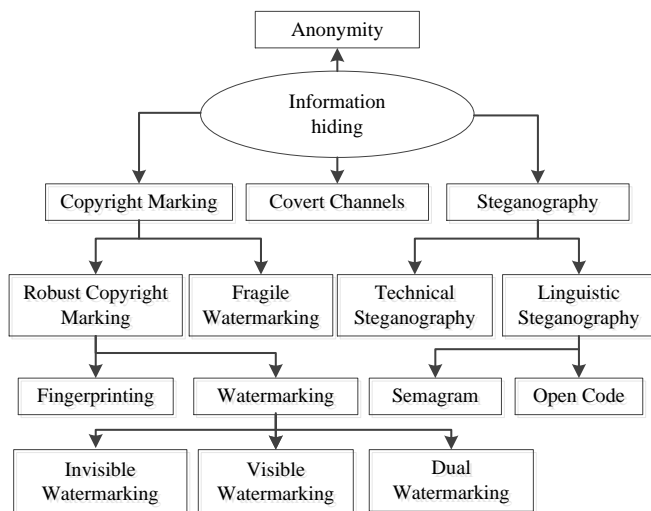 Anonymity
Information
hiding
Copyright Marking
Covert Channels
Steganography
Robust Copyright
Marking
Fragile
Watermarking
Technical
Steganography
Linguistic
Steganography
Fingerprinting
Watermarking
Semagram
Open Code
Invisible
Watermarking
Visible
Watermarking
Dual
Watermarking